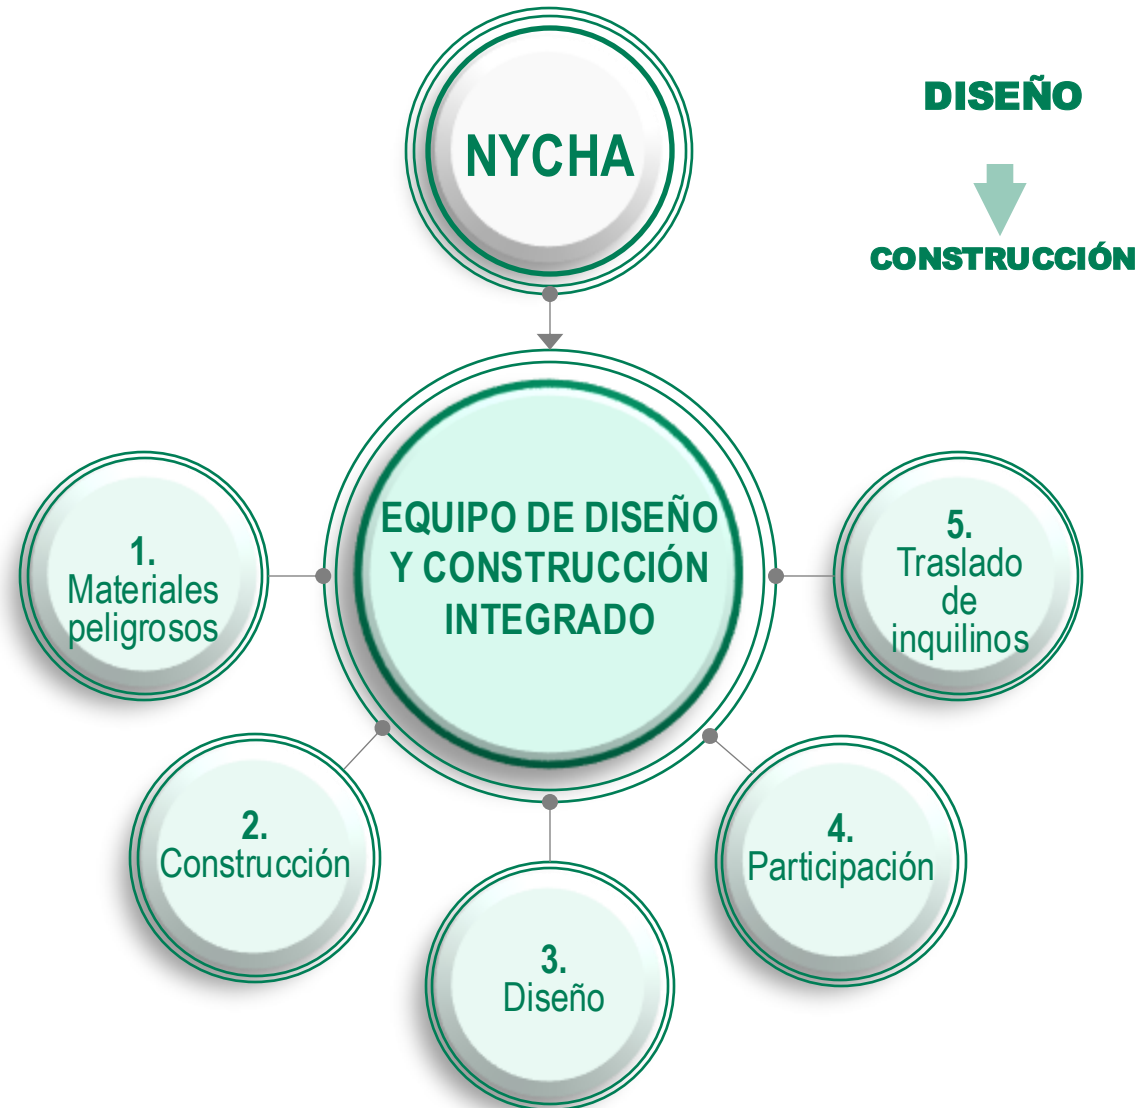 NYCHA
DISEÑO
CONSTRUCCIÓN
EQUIPO DE DISEÑO
Y CONSTRUCCIÓN
INTEGRADO
1.
Materiales
peligrosos
2.
Construcción
3.
Diseño
4.
Participación
5.
Traslado
de
inquilinos